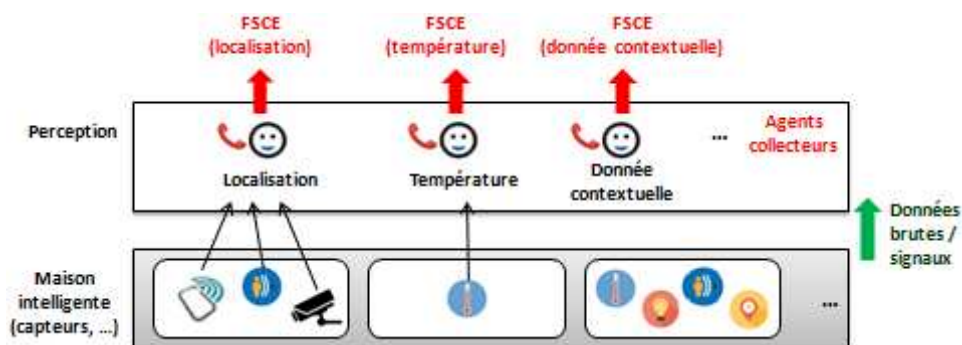 FSCE
(localisation)
FSCE
(température)
FSCE
(donnée contextuelle)
Perception
Localisation
Température
Donnée
contextuelle
...
Agents
collecteurs
Données
brutes /
signaux
Maison
intelligente
(capteurs, ...)
...